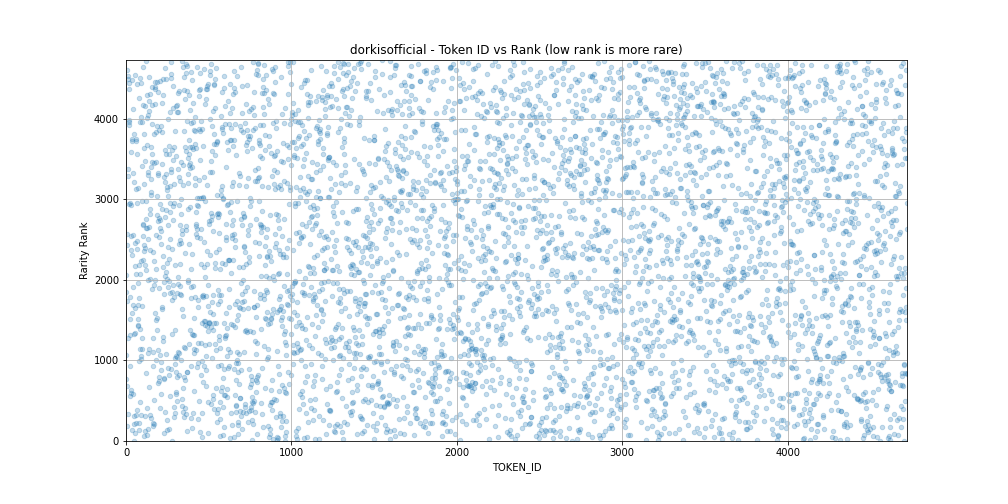 dorkisofficial - Token ID vs Rank (low rank is more rare)
Rarity Rank
4000
3000
2000
1000
0
0 1000 2000 3000 4000
TOKEN_ID